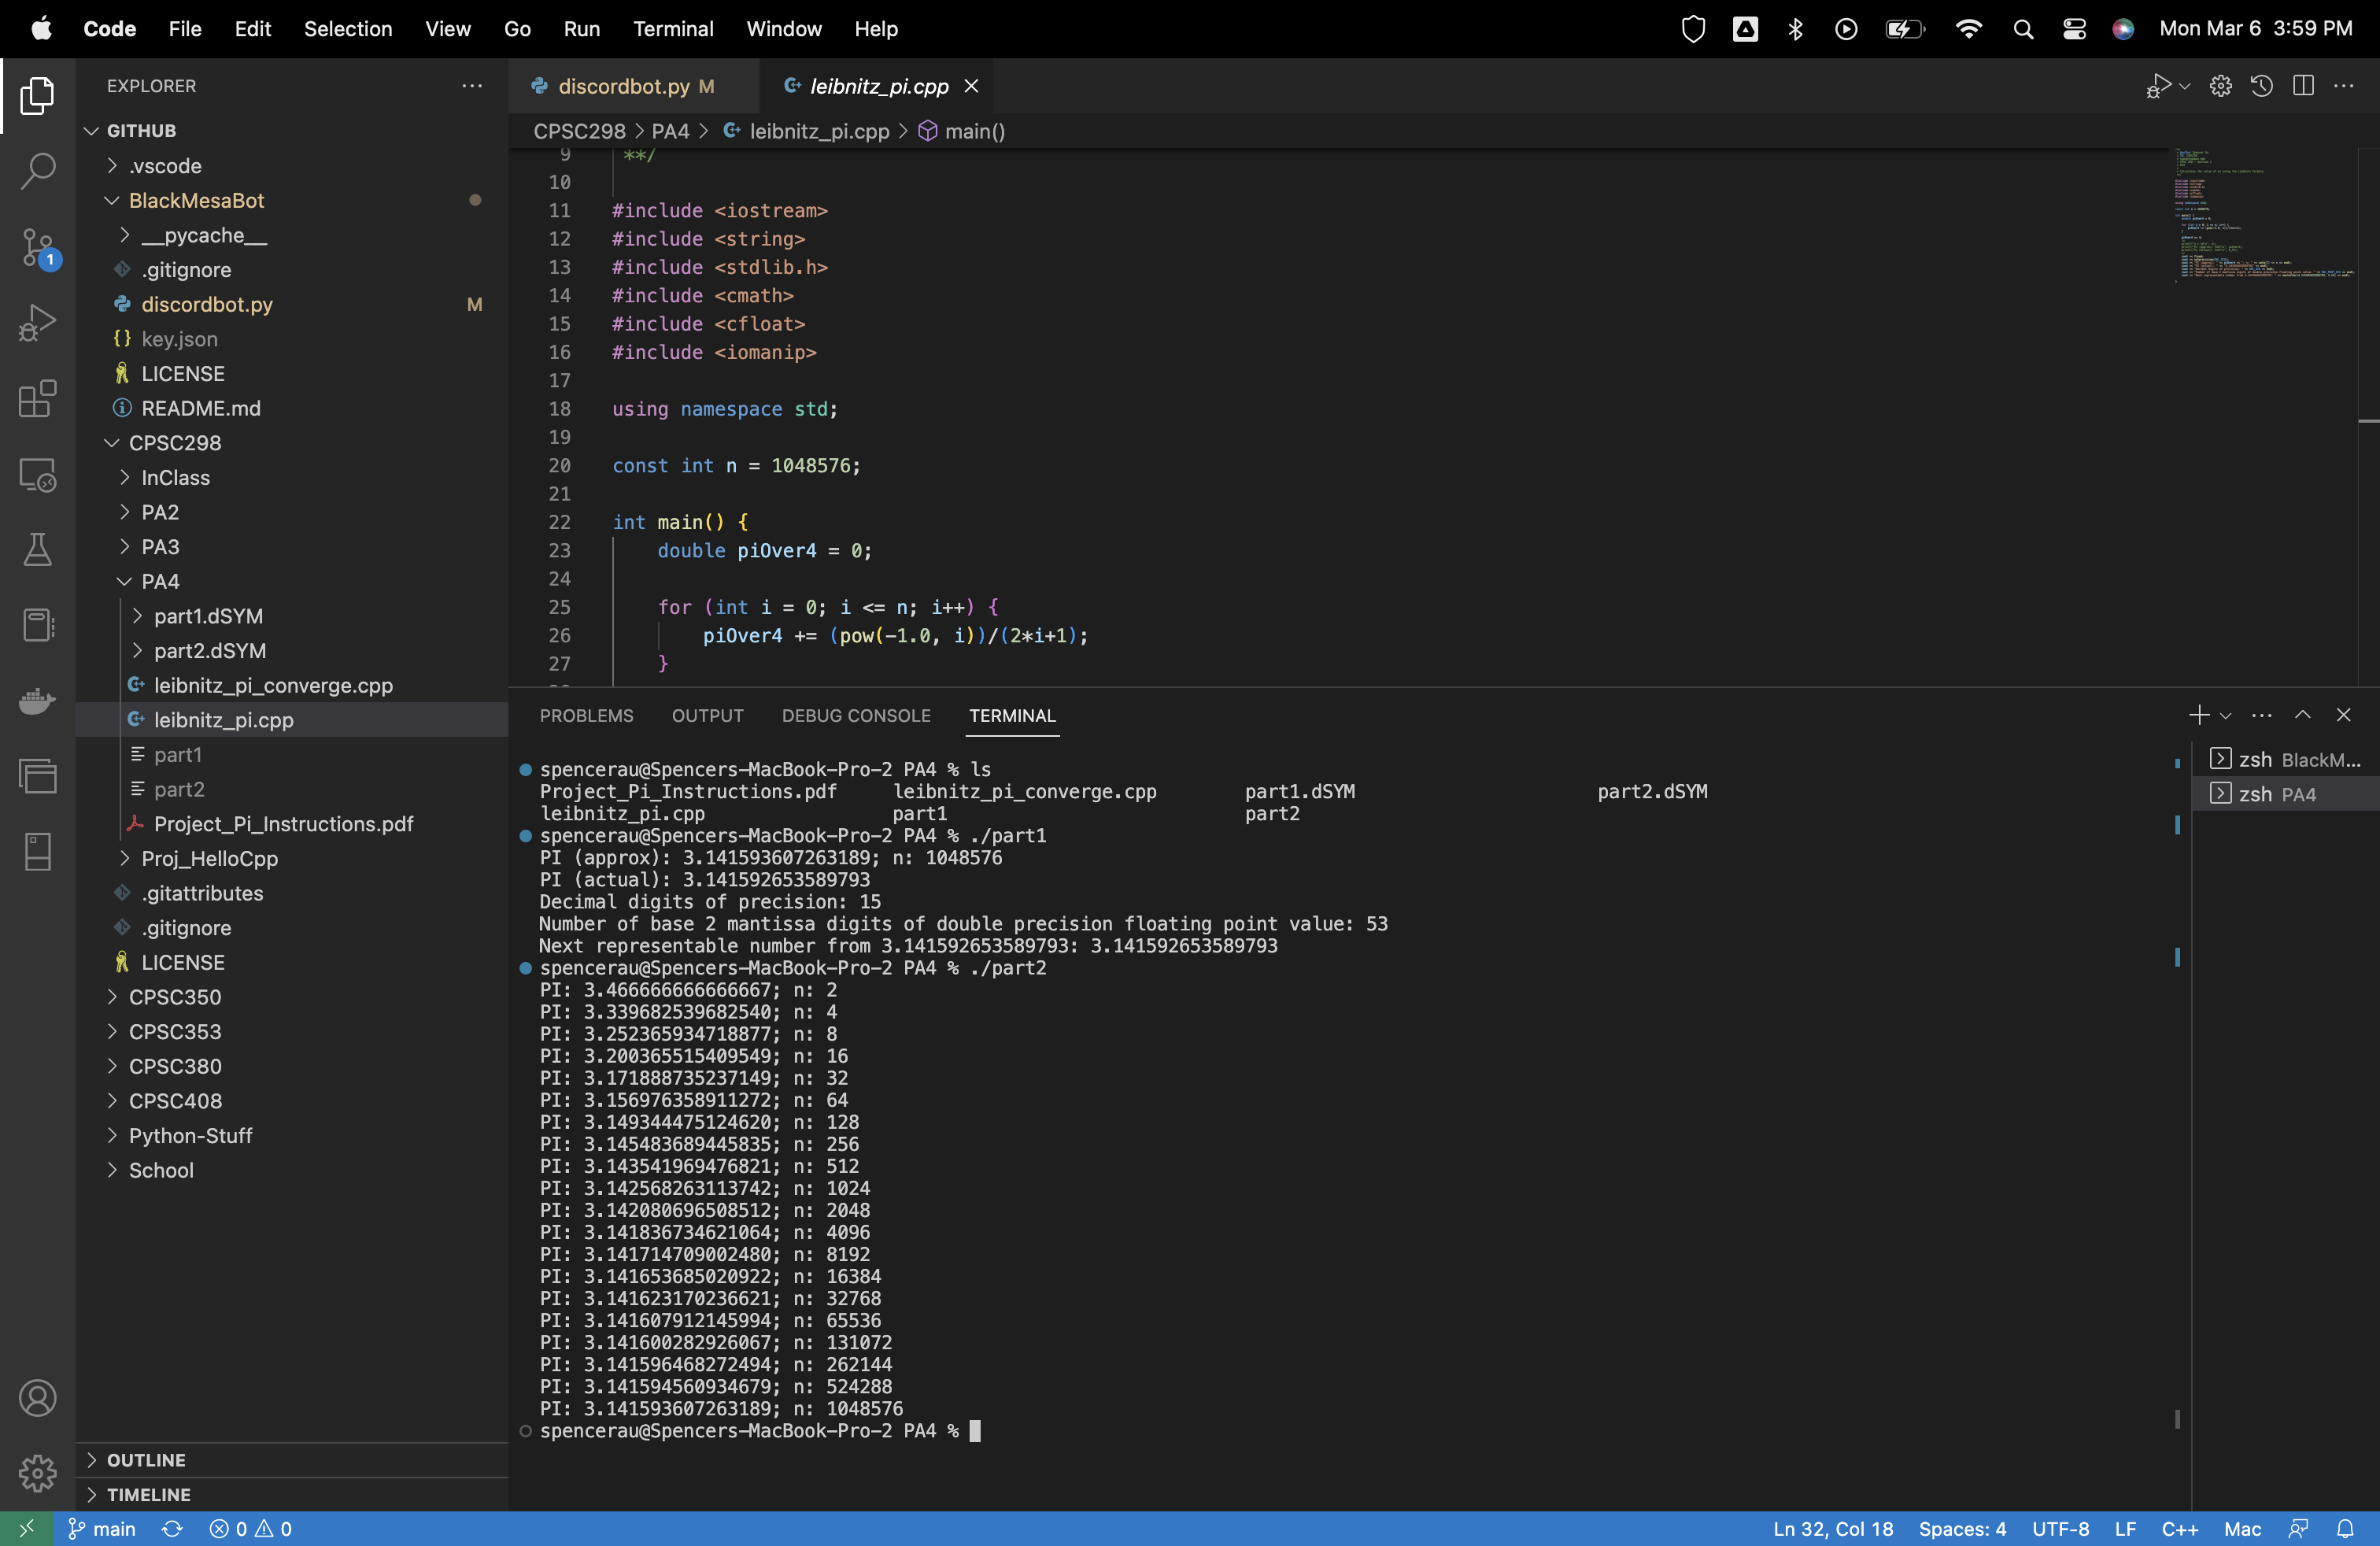 Code File Edit Selection View Go Run Terminal Window Help Mon Mar 6 3:59 PM
EXPLORER
GITHUB
.vscode
BlackMesaBot
__pycache__
.gitignore
discordbot.py M
key.json
LICENSE
README.md
CPSC298
InClass
PA2
PA3
PA4
part1.dSYM
part2.dSYM
leibnitz_pi_converge.cpp
leibnitz_pi.cpp
part1
part2
Project_Pi_Instructions.pdf
Proj_HelloCpp
.gitattributes
.gitignore
LICENSE
CPSC350
CPSC353
CPSC380
CPSC408
Python-Stuff
School
OUTLINE
TIMELINE
1
discordbot.py M leibnitz_pi.cpp
CPSC298 > PA4 > leibnitz_pi.cpp > main()
9 **/
10
11 #include <iostream>
12 #include <string>
13 #include <stdlib.h>
14 #include <cmath>
15 #include <cfloat>
16 #include <iomanip>
17
18 using namespace std;
19
20 const int n = 1048576;
21
22 int main() {
23 double piOver4 = 0;
24
25 for (int i = 0; i <= n; i++) {
26 piOver4 += (pow(-1.0, i))/(2*i+1);
27 }
PROBLEMS OUTPUT DEBUG CONSOLE TERMINAL
spencerau@Spencers-MacBook-Pro-2 PA4 % ls
Project_Pi_Instructions.pdf leibnitz_pi_converge.cpp part1.dSYM part2.dSYM
leibnitz_pi.cpp part1 part2
spencerau@Spencers-MacBook-Pro-2 PA4 % ./part1
PI (approx): 3.141593607263189; n: 1048576
PI (actual): 3.141592653589793
Decimal digits of precision: 15
Number of base 2 mantissa digits of double precision floating point value: 53
Next representable number from 3.141592653589793: 3.141592653589793
spencerau@Spencers-MacBook-Pro-2 PA4 % ./part2
PI: 3.466666666666667; n: 2
PI: 3.339682539682540; n: 4
PI: 3.252365934718877; n: 8
PI: 3.200365515409549; n: 16
PI: 3.171888735237149; n: 32
PI: 3.156976358911272; n: 64
PI: 3.149344475124620; n: 128
PI: 3.145483689445835; n: 256
PI: 3.143541969476821; n: 512
PI: 3.142568263113742; n: 1024
PI: 3.142080696508512; n: 2048
PI: 3.141836734621064; n: 4096
PI: 3.141714709002480; n: 8192
PI: 3.141653685020922; n: 16384
PI: 3.141623170236621; n: 32768
PI: 3.141607912145994; n: 65536
PI: 3.141600282926067; n: 131072
PI: 3.141596468272494; n: 262144
PI: 3.141594560934679; n: 524288
PI: 3.141593607263189; n: 1048576
spencerau@Spencers-MacBook-Pro-2 PA4 %
zsh BlackM...
zsh PA4
main 0 0 Ln 32, Col 18 Spaces: 4 UTF-8 LF C++ Mac